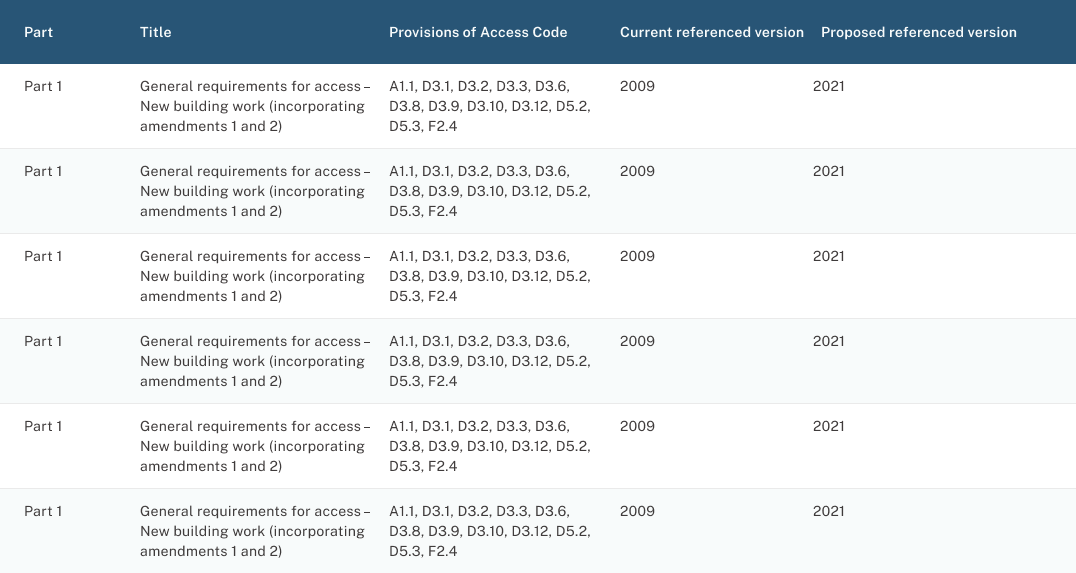 Part Title Provisions of Access Code Current referenced version Proposed referenced version
Part 1 General requirements for access – A1.1, D3.1, D3.2, D3.3, D3.6, 2009 2021
New building work (incorporating D3.8, D3.9, D3.10, D3.12, D5.2,
amendments 1 and 2) D5.3, F2.4
Part 1 General requirements for access – A1.1, D3.1, D3.2, D3.3, D3.6, 2009 2021
New building work (incorporating D3.8, D3.9, D3.10, D3.12, D5.2,
amendments 1 and 2) D5.3, F2.4
Part 1 General requirements for access – A1.1, D3.1, D3.2, D3.3, D3.6, 2009 2021
New building work (incorporating D3.8, D3.9, D3.10, D3.12, D5.2,
amendments 1 and 2) D5.3, F2.4
Part 1 General requirements for access – A1.1, D3.1, D3.2, D3.3, D3.6, 2009 2021
New building work (incorporating D3.8, D3.9, D3.10, D3.12, D5.2,
amendments 1 and 2) D5.3, F2.4
Part 1 General requirements for access – A1.1, D3.1, D3.2, D3.3, D3.6, 2009 2021
New building work (incorporating D3.8, D3.9, D3.10, D3.12, D5.2,
amendments 1 and 2) D5.3, F2.4
Part 1 General requirements for access – A1.1, D3.1, D3.2, D3.3, D3.6, 2009 2021
New building work (incorporating D3.8, D3.9, D3.10, D3.12, D5.2,
amendments 1 and 2) D5.3, F2.4